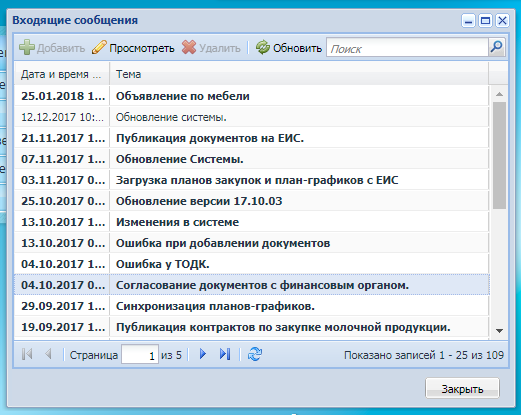 Входящие сообщения
Добавить Просмотреть Удалить Обновить Поиск
Дата и время ... Тема
25.01.2018 1... Объявление по мебели
12.12.2017 10:... Обновление системы.
21.11.2017 1... Публикация документов на ЕИС.
07.11.2017 1... Обновление Системы.
03.11.2017 0... Загрузка планов закупок и план-графиков с ЕИС
25.10.2017 0... Обновление версии 17.10.03
13.10.2017 1... Изменения в системе
13.10.2017 0... Ошибка при добавлении документов
04.10.2017 1... Ошибка у ТОДК.
04.10.2017 0... Согласование документов с финансовым органом.
29.09.2017 1... Синхронизация планов-графиков.
19.09.2017 1... Публикация контрактов по закупке молочной продукции.
Страница 1 из 5 Показано записей 1 - 25 из 109
Закрыть